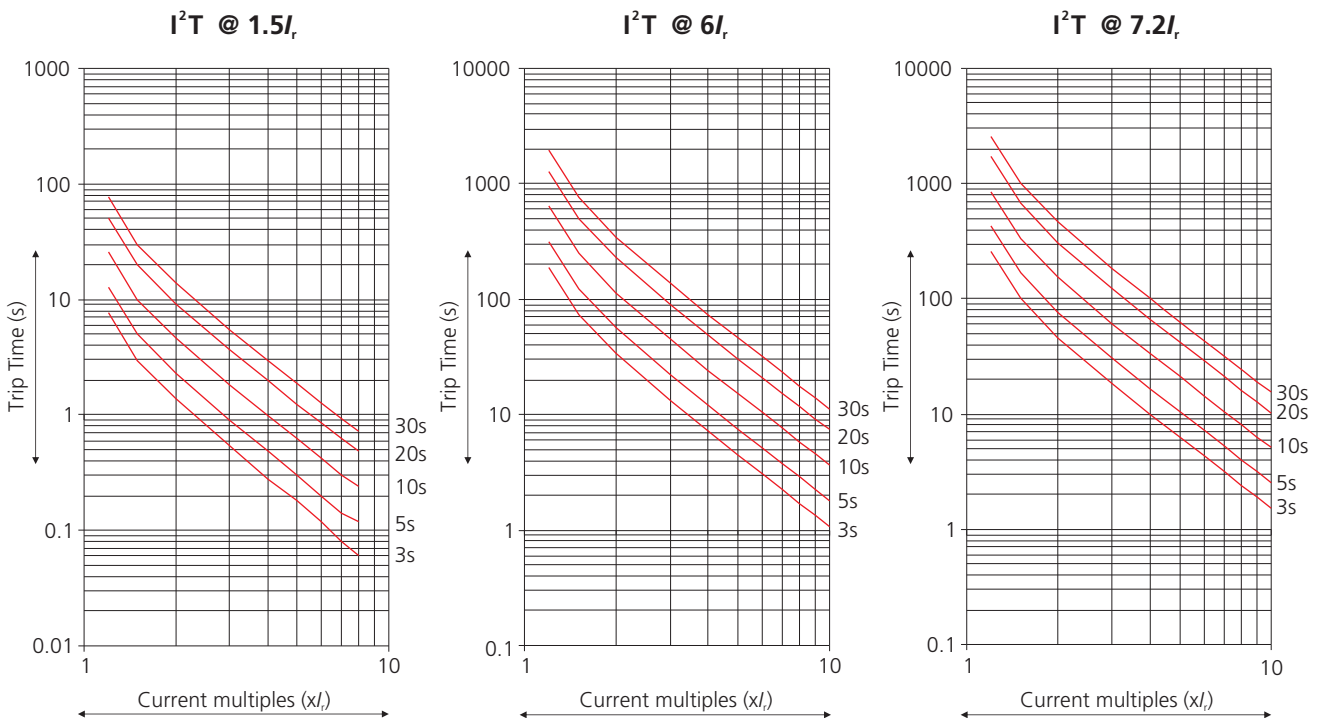 I²T @ 1.5Iᵣ
1000
100
10
1
0.1
0.01
Trip Time (s)
30s
20s
10s
5s
3s
1
10
Current multiples (xIᵣ)
I²T @ 6Iᵣ
10000
1000
100
10
1
0.1
Trip Time (s)
30s
20s
10s
5s
3s
1
10
Current multiples (xIᵣ)
I²T @ 7.2Iᵣ
10000
1000
100
10
1
0.1
Trip Time (s)
30s
20s
10s
5s
3s
1
10
Current multiples (xIᵣ)